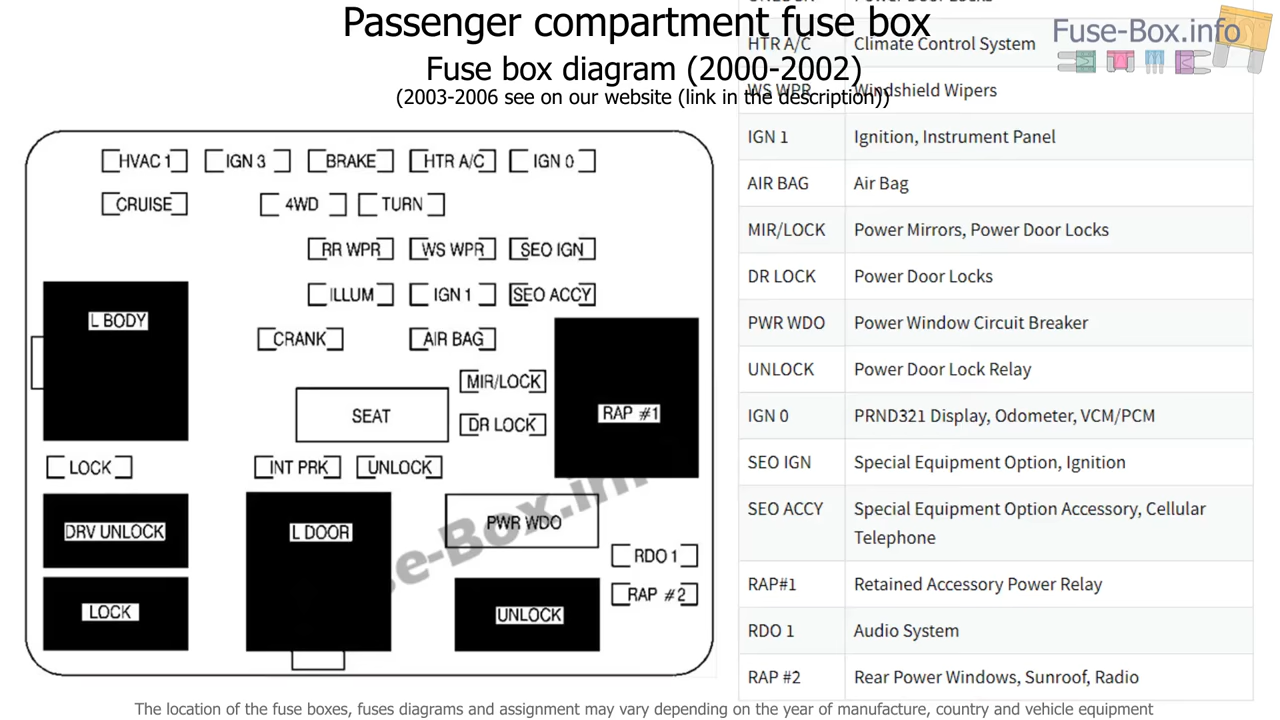 Passenger compartment fuse box
Fuse box diagram (2000-2002)
(2003-2006 see on our website (link in the description))
Fuse-Box.info
HVAC 1 IGN 3 BRAKE HTR A/C IGN 0
CRUISE 4WD TURN
RR WPR WS WPR SEO IGN
ILLUM IGN 1 SEO ACCY
L BODY
CRANK AIR BAG
MIR/LOCK
SEAT RAP #1
DR LOCK
LOCK INT PRK UNLOCK
DRV UNLOCK L DOOR PWR WDO
RDO 1
RAP #2
LOCK UNLOCK
Power Door Locks
HTR A/C Climate Control System
WS WPR Windshield Wipers
IGN 1 Ignition, Instrument Panel
AIR BAG Air Bag
MIR/LOCK Power Mirrors, Power Door Locks
DR LOCK Power Door Locks
PWR WDO Power Window Circuit Breaker
UNLOCK Power Door Lock Relay
IGN 0 PRND321 Display, Odometer, VCM/PCM
SEO IGN Special Equipment Option, Ignition
SEO ACCY Special Equipment Option Accessory, Cellular
Telephone
RAP#1 Retained Accessory Power Relay
RDO 1 Audio System
RAP #2 Rear Power Windows, Sunroof, Radio
The location of the fuse boxes, fuses diagrams and assignment may vary depending on the year of manufacture, country and vehicle equipment